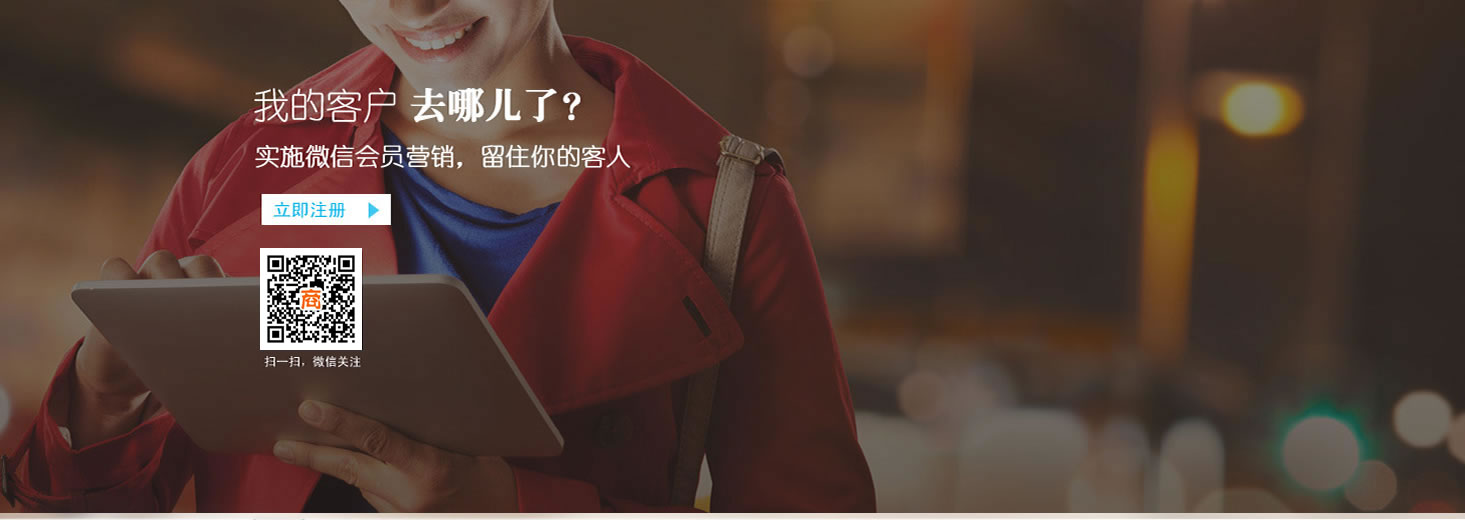 我的客户 去哪儿了?
实施微信会员营销，留住你的客人
立即注册
商
扫一扫，微信关注